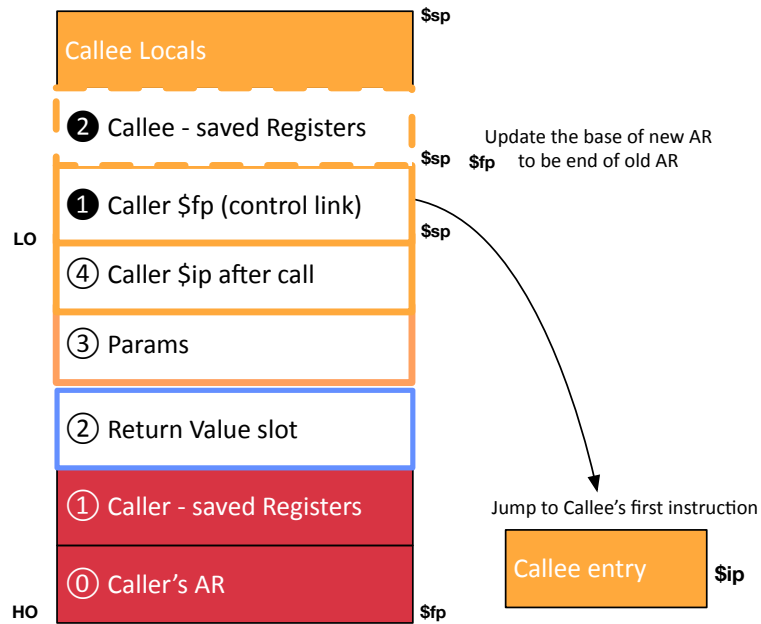 $sp
Callee Locals
❷ Callee - saved Registers
Update the base of new AR
to be end of old AR
$sp $fp
❶ Caller $fp (control link)
$sp
LO
④ Caller $ip after call
③ Params
② Return Value slot
① Caller - saved Registers
Jump to Callee’s first instruction
Callee entry
$ip
⓪ Caller’s AR
HO
$fp